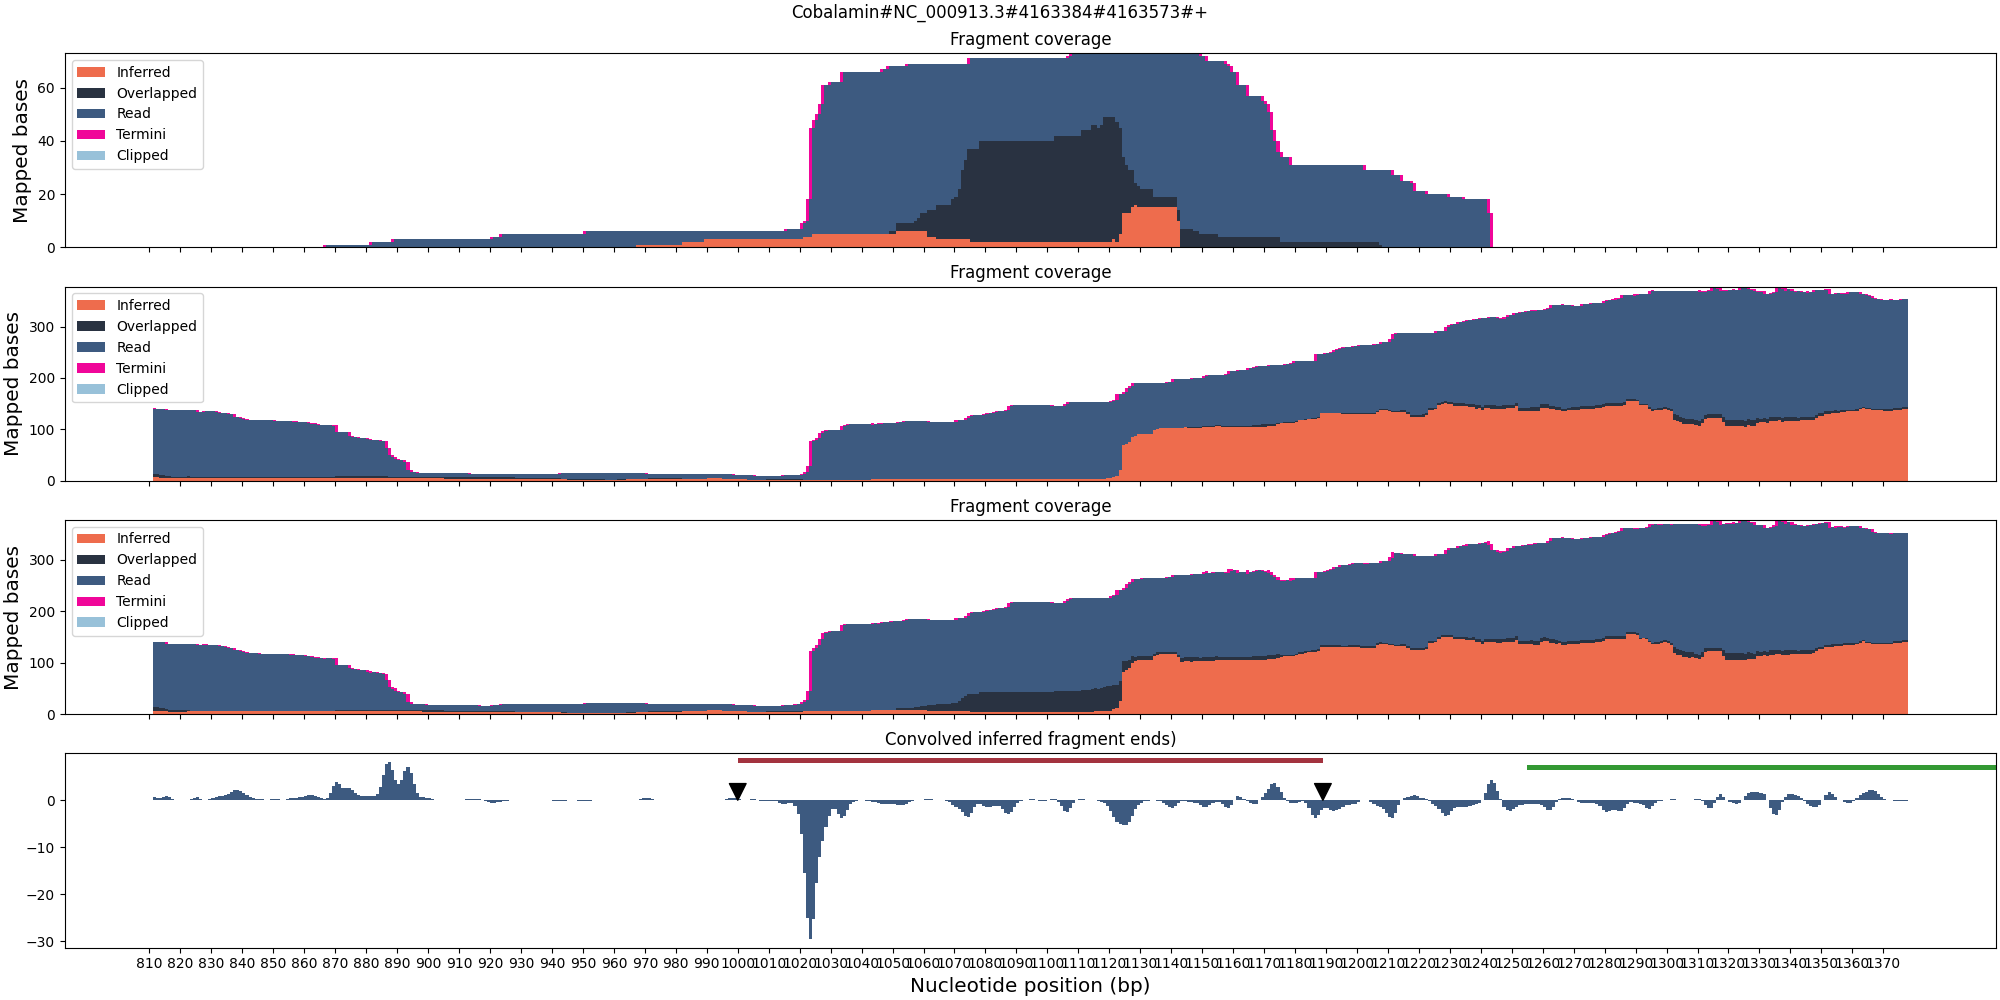 Cobalamin#NC_000913.3#4163384#4163573#+
Fragment coverage
Mapped bases
60
40
20
0
Inferred
Overlapped
Read
Termini
Clipped
Fragment coverage
Mapped bases
300
200
100
0
Inferred
Overlapped
Read
Termini
Clipped
Fragment coverage
Mapped bases
300
200
100
0
Inferred
Overlapped
Read
Termini
Clipped
Convolved inferred fragment ends)
0
−10
−20
−30
810 820 830 840 850 860 870 880 890 900 910 920 930 940 950 960 970 980 990 1000 1010 1020 1030 1040 1050 1060 1070 1080 1090 1100 1110 1120 1130 1140 1150 1160 1170 1180 1190 1200 1210 1220 1230 1240 1250 1260 1270 1280 1290 1300 1310 1320 1330 1340 1350 1360 1370
Nucleotide position (bp)